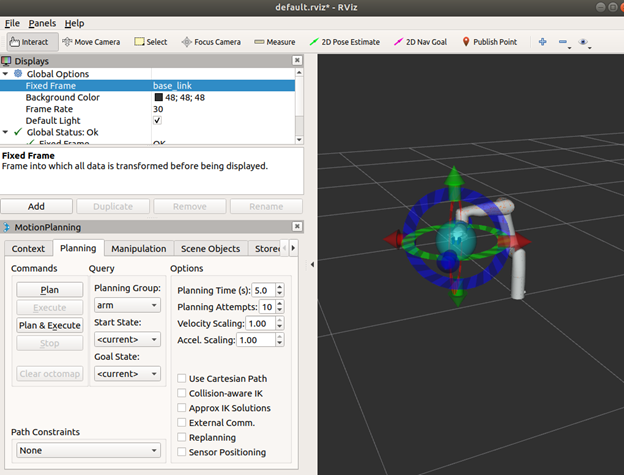 default.rviz* - RViz
File Panels Help
Interact Move Camera Select Focus Camera Measure 2D Pose Estimate 2D Nav Goal Publish Point
Displays
Global Options
Fixed Frame base_link
Background Color 48; 48; 48
Frame Rate 30
Default Light
Global Status: Ok
Fixed Frame OK
Fixed Frame
Frame into which all data is transformed before being displayed.
Add Duplicate Remove Rename
MotionPlanning
Context Planning Manipulation Scene Objects Stored
Commands Query Options
Plan
Execute
Plan & Execute
Stop
Clear octomap
Planning Group:
arm
Start State:
<current>
Goal State:
<current>
Planning Time (s): 5.0
Planning Attempts: 10
Velocity Scaling: 1.00
Accel. Scaling: 1.00
Use Cartesian Path
Collision-aware IK
Approx IK Solutions
External Comm.
Replanning
Sensor Positioning
Path Constraints
None